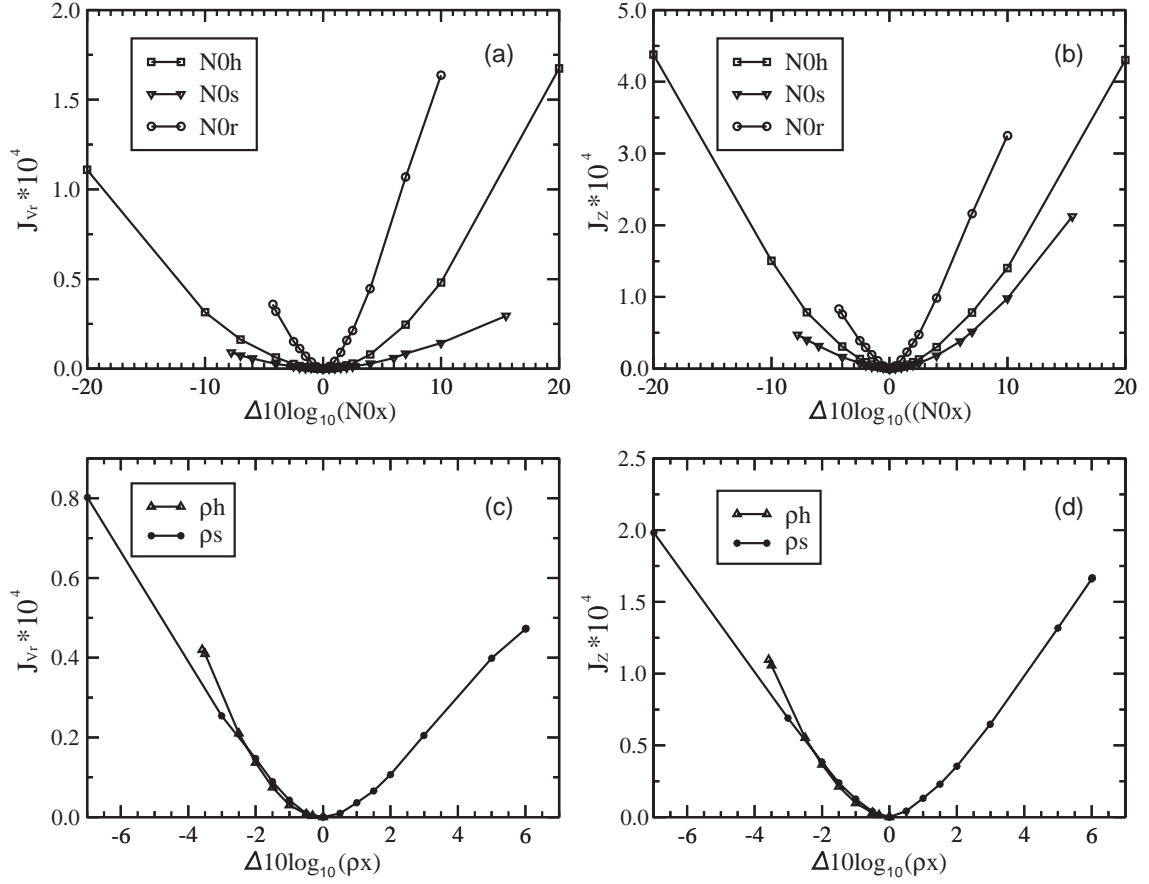 2.0
1.5
1.0
0.5
0.0
J_Vr *10^4
N0h
N0s
N0r
(a)
-20 -10 0 10 20
Δ10log_10(N0x)
5.0
4.0
3.0
2.0
1.0
0.0
J_Z *10^4
N0h
N0s
N0r
(b)
-20 -10 0 10 20
Δ10log_10((N0x)
0.8
0.6
0.4
0.2
0.0
J_Vr *10^4
ρh
ρs
(c)
-6 -4 -2 0 2 4 6
Δ10log_10(ρx)
2.5
2.0
1.5
1.0
0.5
0.0
J_Z *10^4
ρh
ρs
(d)
-6 -4 -2 0 2 4 6
Δ10log_10(ρx)